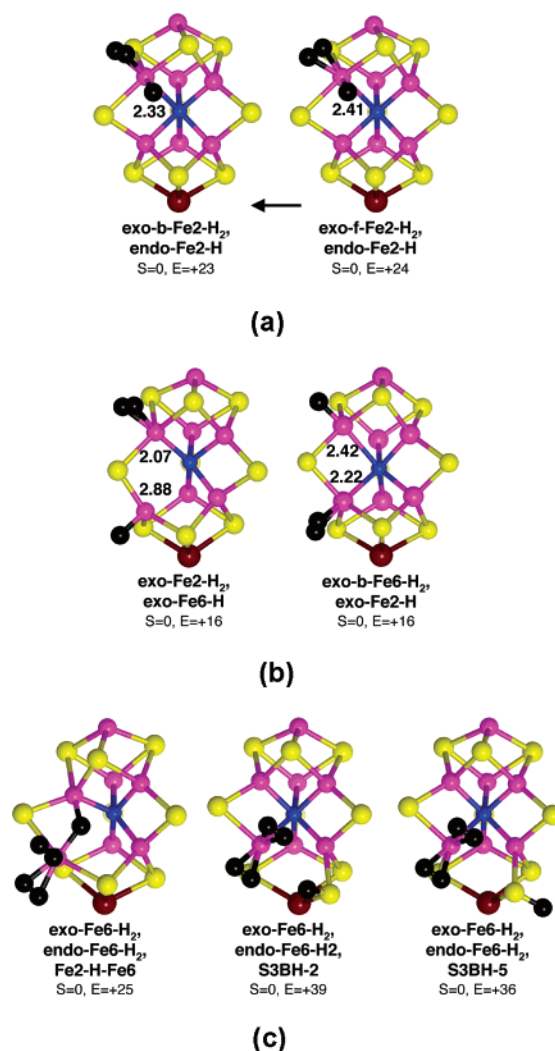 2.33
2.41
exo-b-Fe2-H₂,
endo-Fe2-H
S=0, E=+23
exo-f-Fe2-H₂,
endo-Fe2-H
S=0, E=+24
(a)
2.07
2.88
2.42
2.22
exo-Fe2-H₂,
exo-Fe6-H
S=0, E=+16
exo-b-Fe6-H₂,
exo-Fe2-H
S=0, E=+16
(b)
exo-Fe6-H₂,
endo-Fe6-H₂,
Fe2-H-Fe6
S=0, E=+25
exo-Fe6-H₂,
endo-Fe6-H2,
S3BH-2
S=0, E=+39
exo-Fe6-H₂,
endo-Fe6-H₂,
S3BH-5
S=0, E=+36
(c)